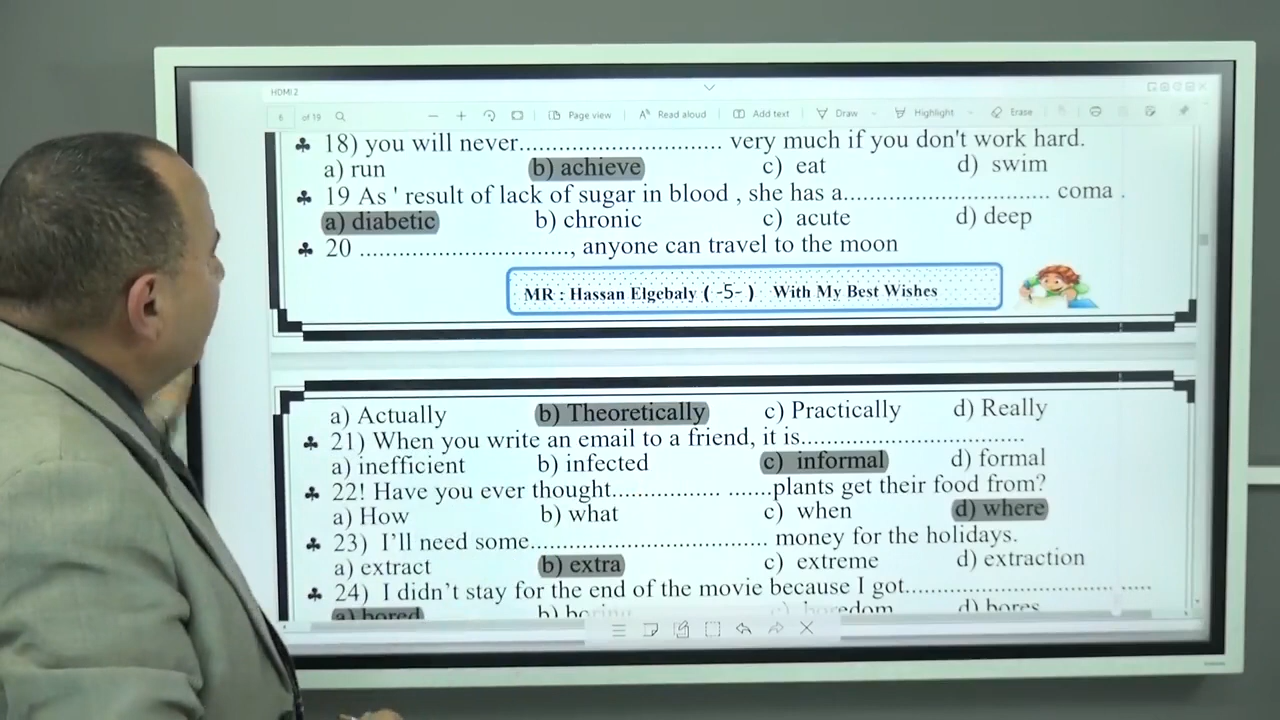 HDMI 2
6 of 19 Page view Read aloud Add text Draw Highlight Erase
♣ 18) you will never.............................. very much if you don't work hard.
a) run b) achieve c) eat d) swim
♣ 19 As ' result of lack of sugar in blood , she has a............................... coma .
a) diabetic b) chronic c) acute d) deep
♣ 20 ................................, anyone can travel to the moon
MR : Hassan Elgebaly ( -5- ) With My Best Wishes
a) Actually b) Theoretically c) Practically d) Really
♣ 21) When you write an email to a friend, it is.................................
a) inefficient b) infected c) informal d) formal
♣ 22! Have you ever thought................ .......plants get their food from?
a) How b) what c) when d) where
♣ 23) I’ll need some................................... money for the holidays.
a) extract b) extra c) extreme d) extraction
♣ 24) I didn’t stay for the end of the movie because I got................................ .....
a) bored b) boring c) boredom d) bores